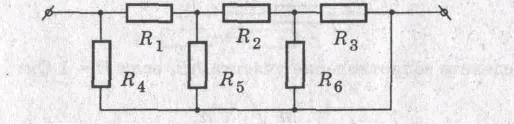 R₁ R₂ R₃
R₄ R₅ R₆